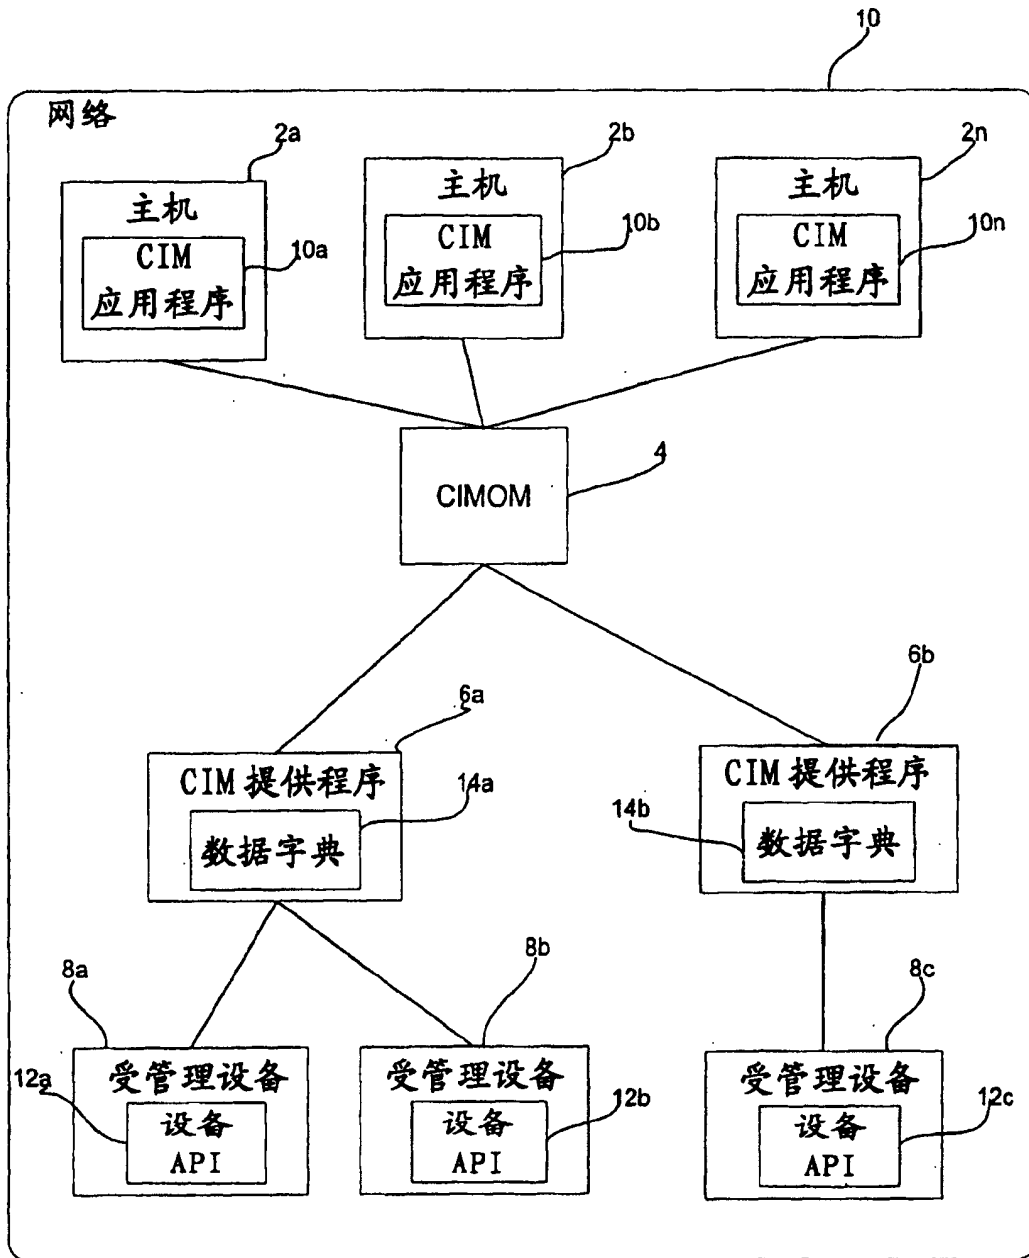 10
网络
2a
2b
2n
主机
主机
主机
CIM
应用程序
10a
CIM
应用程序
10b
CIM
应用程序
10n
CIMOM
4
6a
6b
CIM 提供程序
14a
数据字典
CIM 提供程序
14b
数据字典
8a
8b
8c
受管理设备
12a
设备
API
受管理设备
12b
设备
API
受管理设备
12c
设备
API